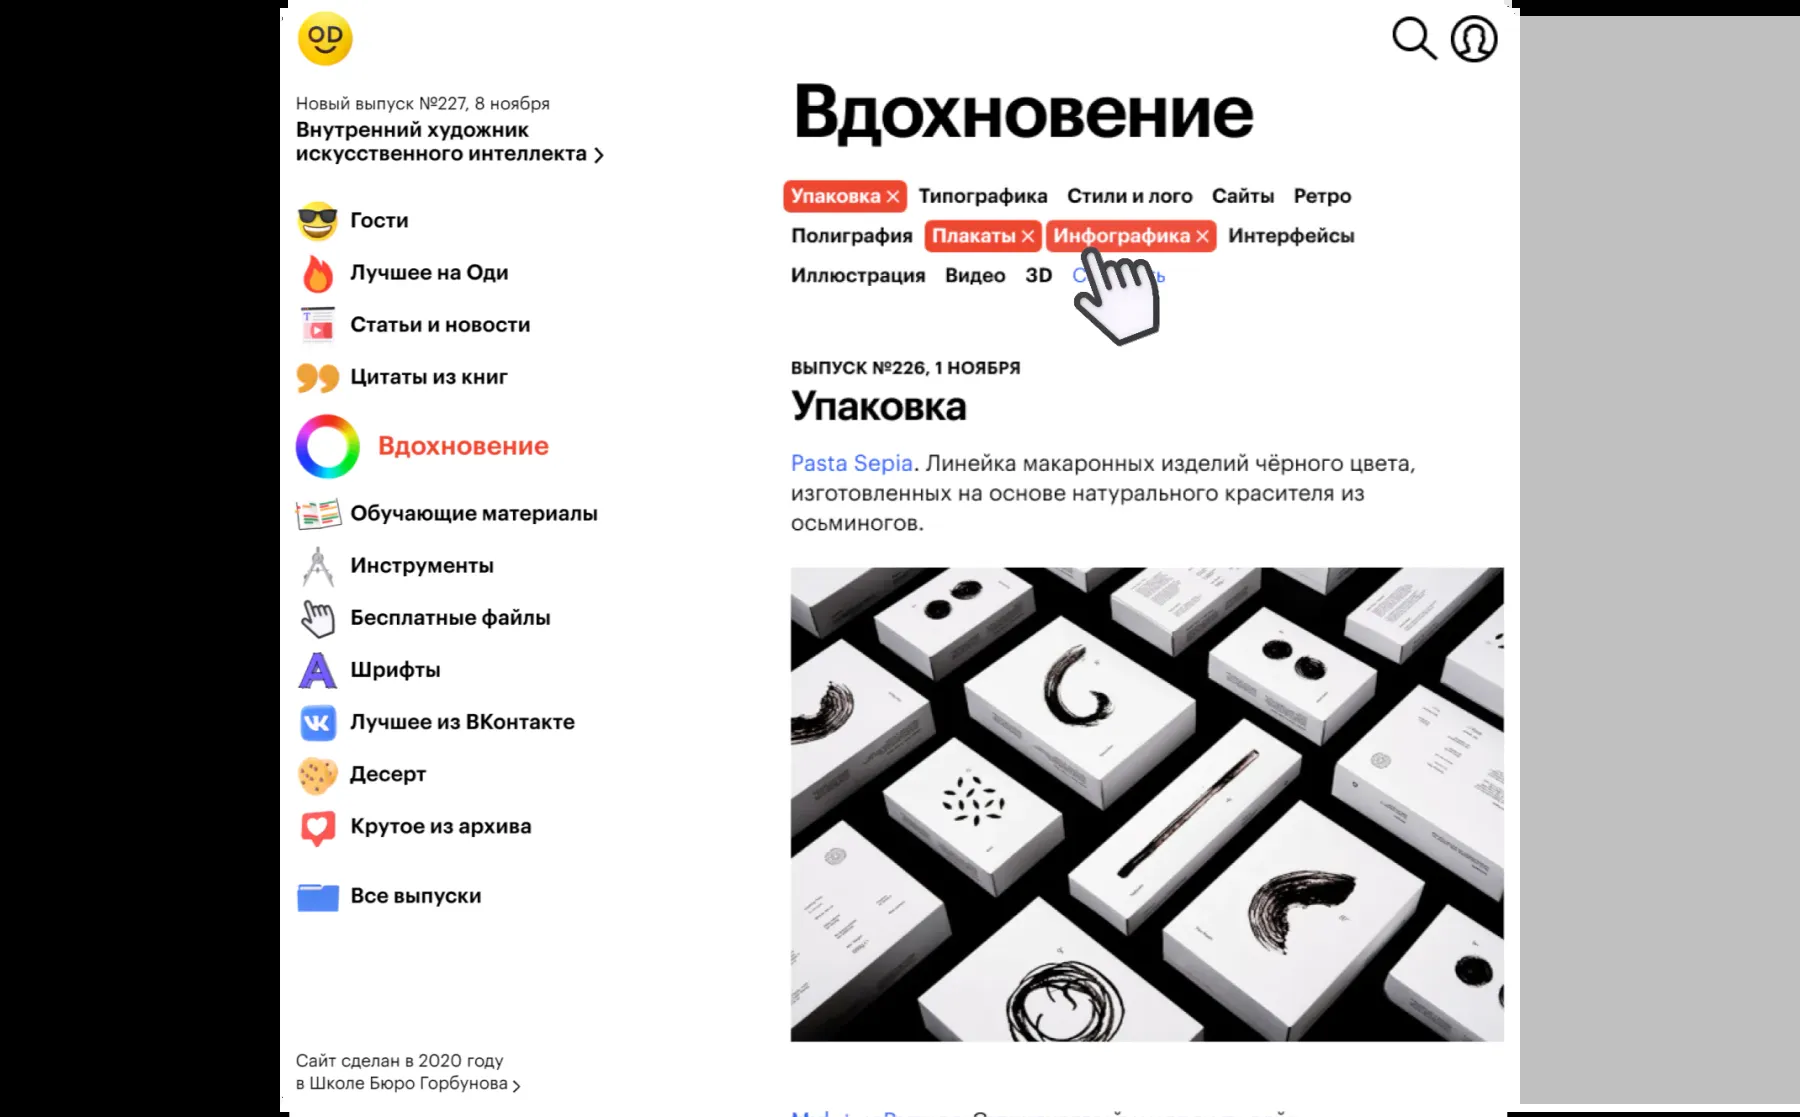 OD
Новый выпуск №227, 8 ноября
Внутренний художник
искусственного интеллекта
Гости
Лучшее на Оди
Статьи и новости
Цитаты из книг
Вдохновение
Обучающие материалы
Инструменты
Бесплатные файлы
Шрифты
Лучшее из ВКонтакте
Десерт
Крутое из архива
Все выпуски
Сайт сделан в 2020 году
в Школе Бюро Горбунова
Вдохновение
Упаковка × Типографика Стили и лого Сайты Ретро
Полиграфия Плакаты × Инфографика × Интерфейсы
Иллюстрация Видео 3D
ВЫПУСК №226, 1 НОЯБРЯ
Упаковка
Pasta Sepia. Линейка макаронных изделий чёрного цвета,
изготовленных на основе натурального красителя из
осьминогов.